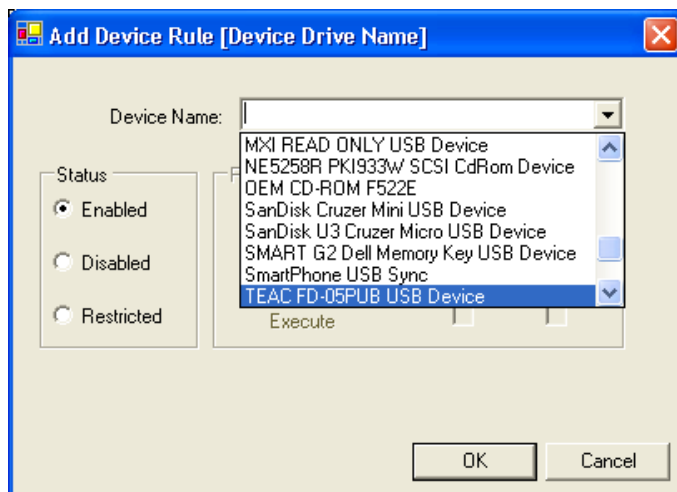 Add Device Rule [Device Drive Name]
Device Name:
MXI READ ONLY USB Device
NE5258R PKI933W SCSI CdRom Device
OEM CD-ROM F522E
SanDisk Cruzer Mini USB Device
SanDisk U3 Cruzer Micro USB Device
SMART G2 Dell Memory Key USB Device
SmartPhone USB Sync
TEAC FD-05PUB USB Device
Status
Enabled
Disabled
Restricted
Execute
OK
Cancel